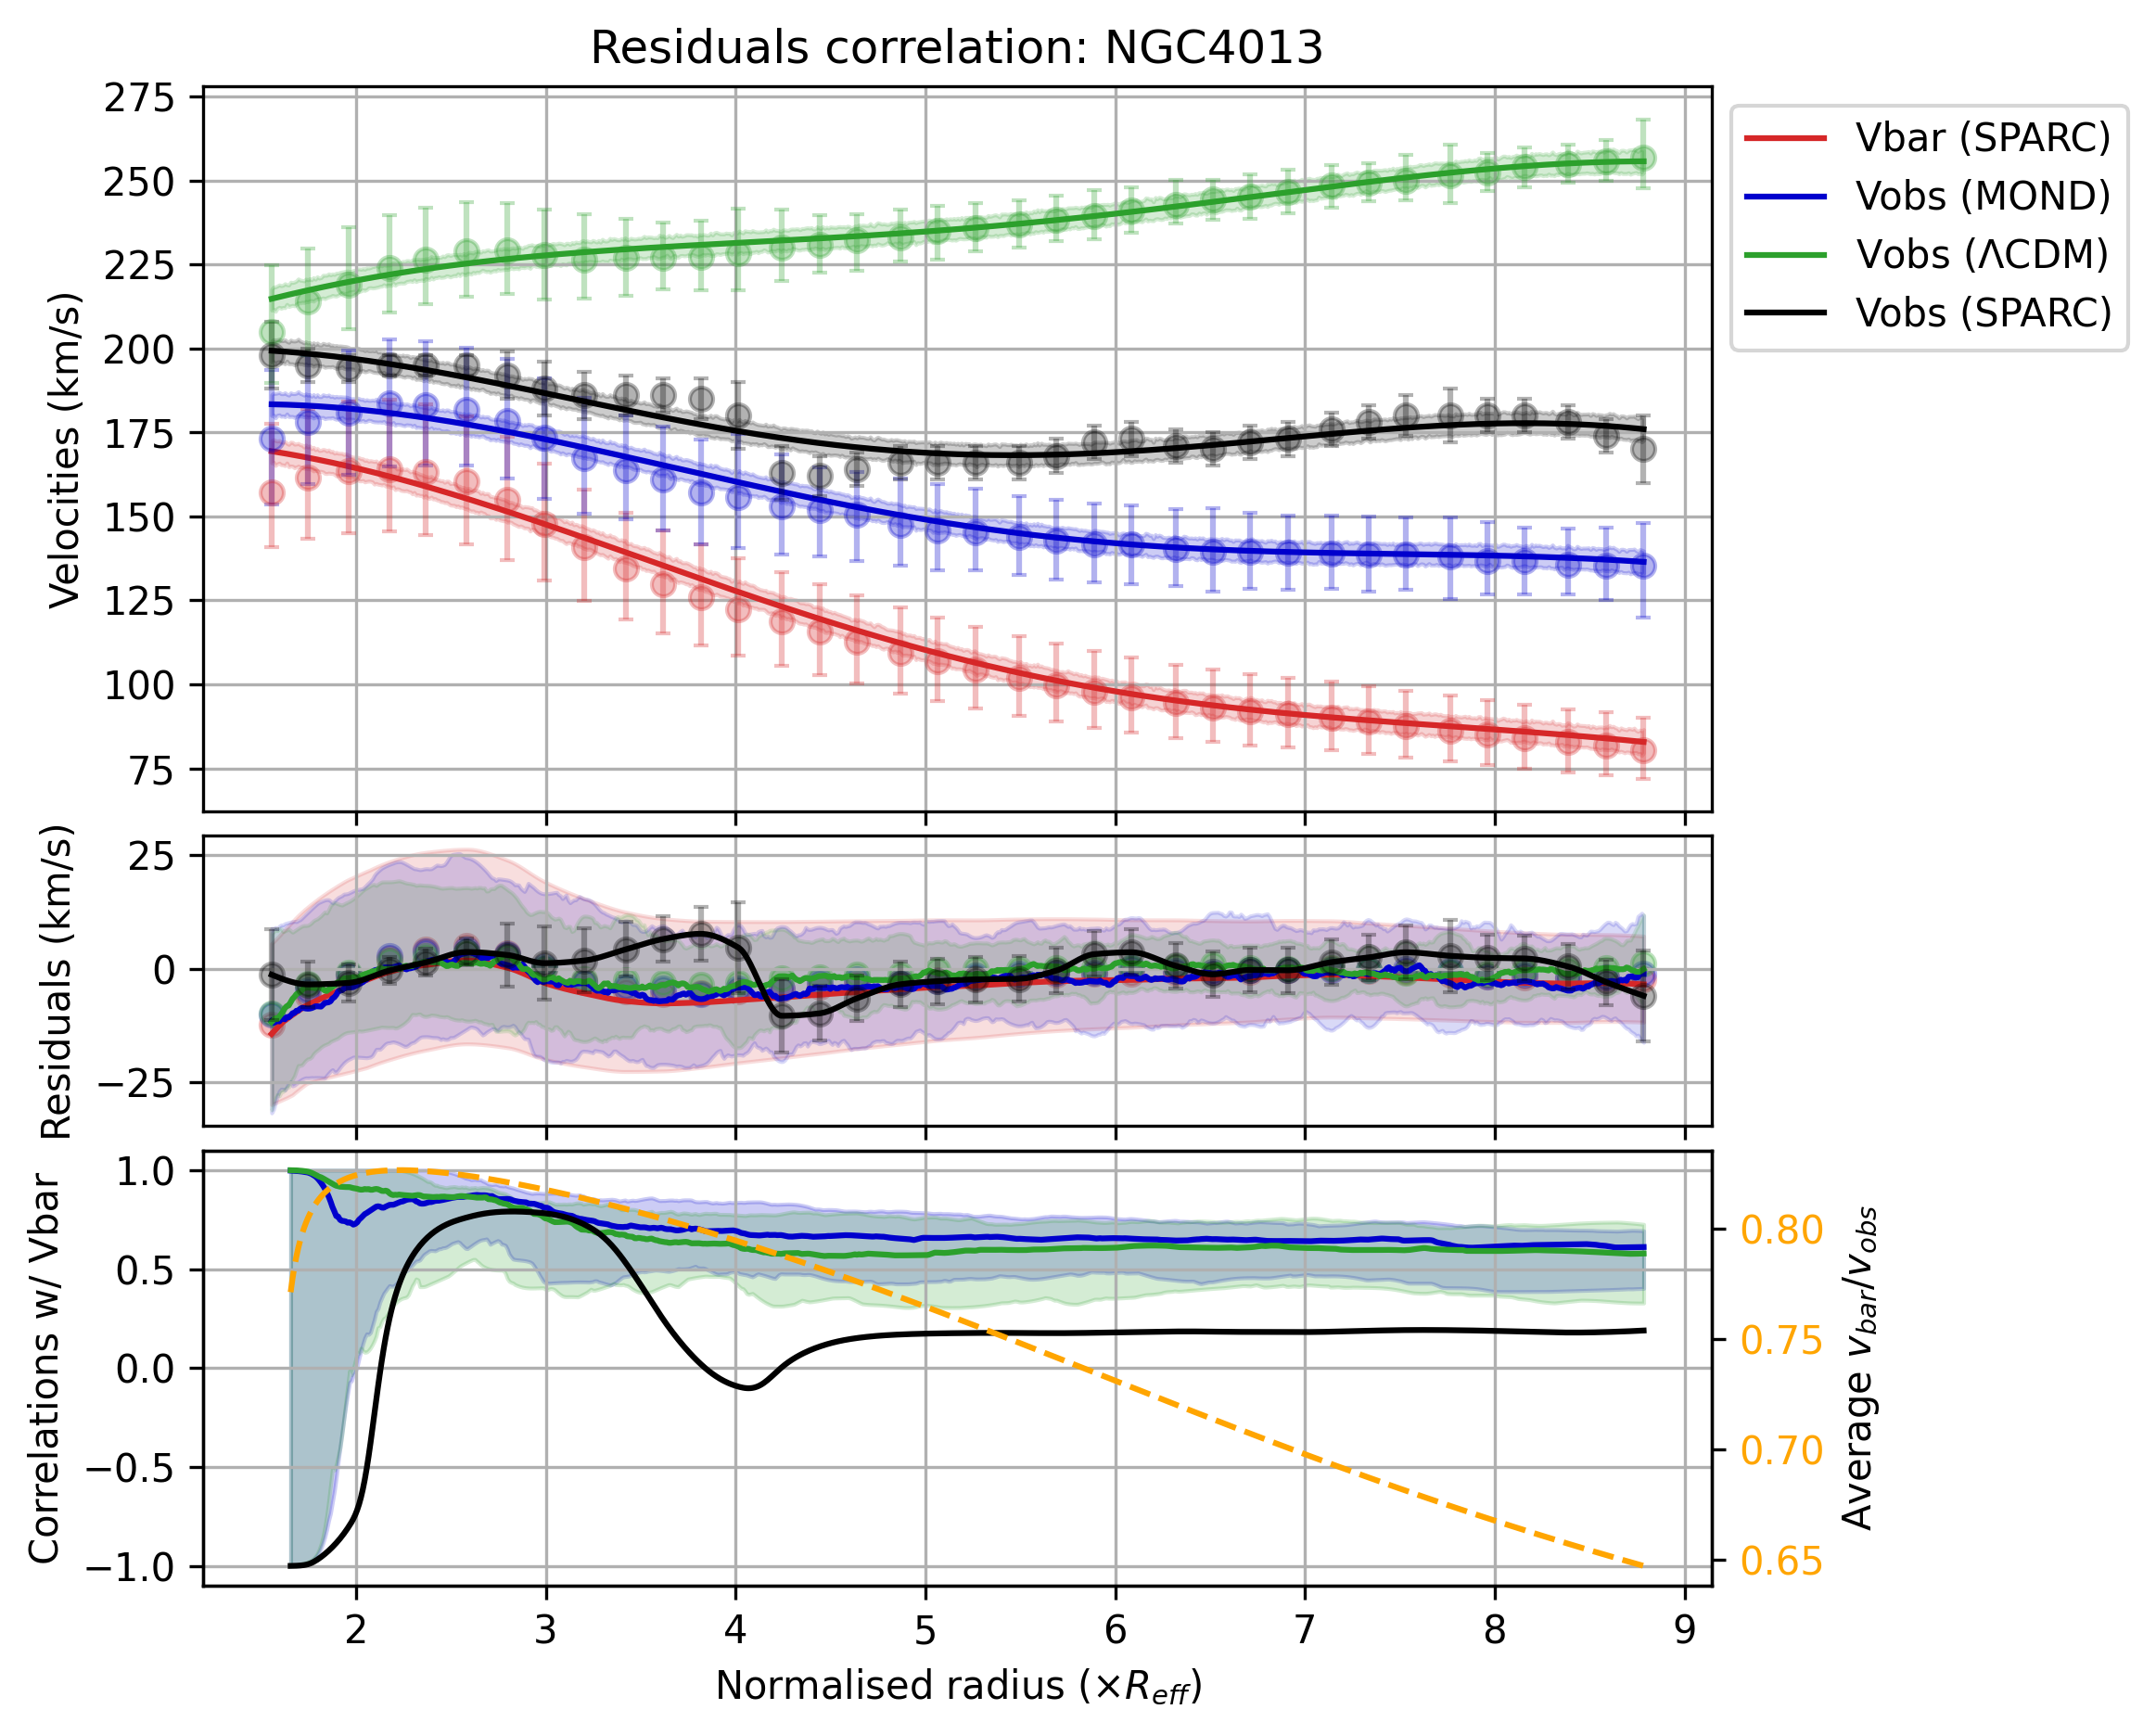 Residuals correlation: NGC4013
275
250
225
200
175
150
125
100
75
Velocities (km/s)
Vbar (SPARC)
Vobs (MOND)
Vobs (ΛCDM)
Vobs (SPARC)
25
0
−25
Residuals (km/s)
1.0
0.5
0.0
−0.5
−1.0
Correlations w/ Vbar
0.80
0.75
0.70
0.65
Average v_bar/v_obs
2 3 4 5 6 7 8 9
Normalised radius (×R_eff)